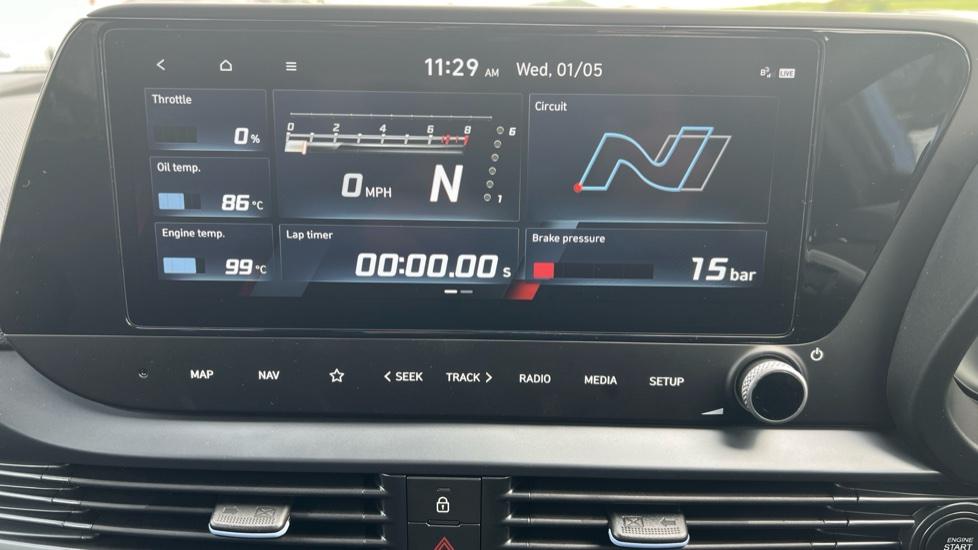 11:29 AM Wed, 01/05
LIVE
Throttle
0 %
Oil temp.
86 °C
Engine temp.
99 °C
0 2 4 6 8
6
1
0 MPH N
Lap timer
00:00.00 s
Circuit
N
Brake pressure
15 bar
MAP NAV < SEEK TRACK > RADIO MEDIA SETUP
ENGINE
START